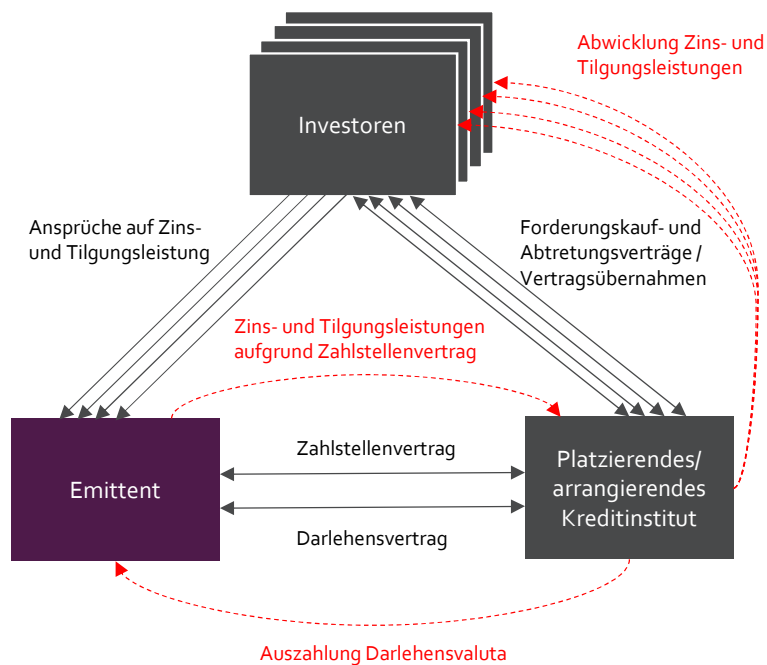 Abwicklung Zins- und
Tilgungsleistungen
Investoren
Ansprüche auf Zins-
und Tilgungsleistung
Forderungskauf- und
Abtretungsverträge /
Vertragsübernahmen
Zins- und Tilgungsleistungen
aufgrund Zahlstellenvertrag
Emittent
Zahlstellenvertrag
Darlehensvertrag
Platzierendes/
arrangierendes
Kreditinstitut
Auszahlung Darlehensvaluta